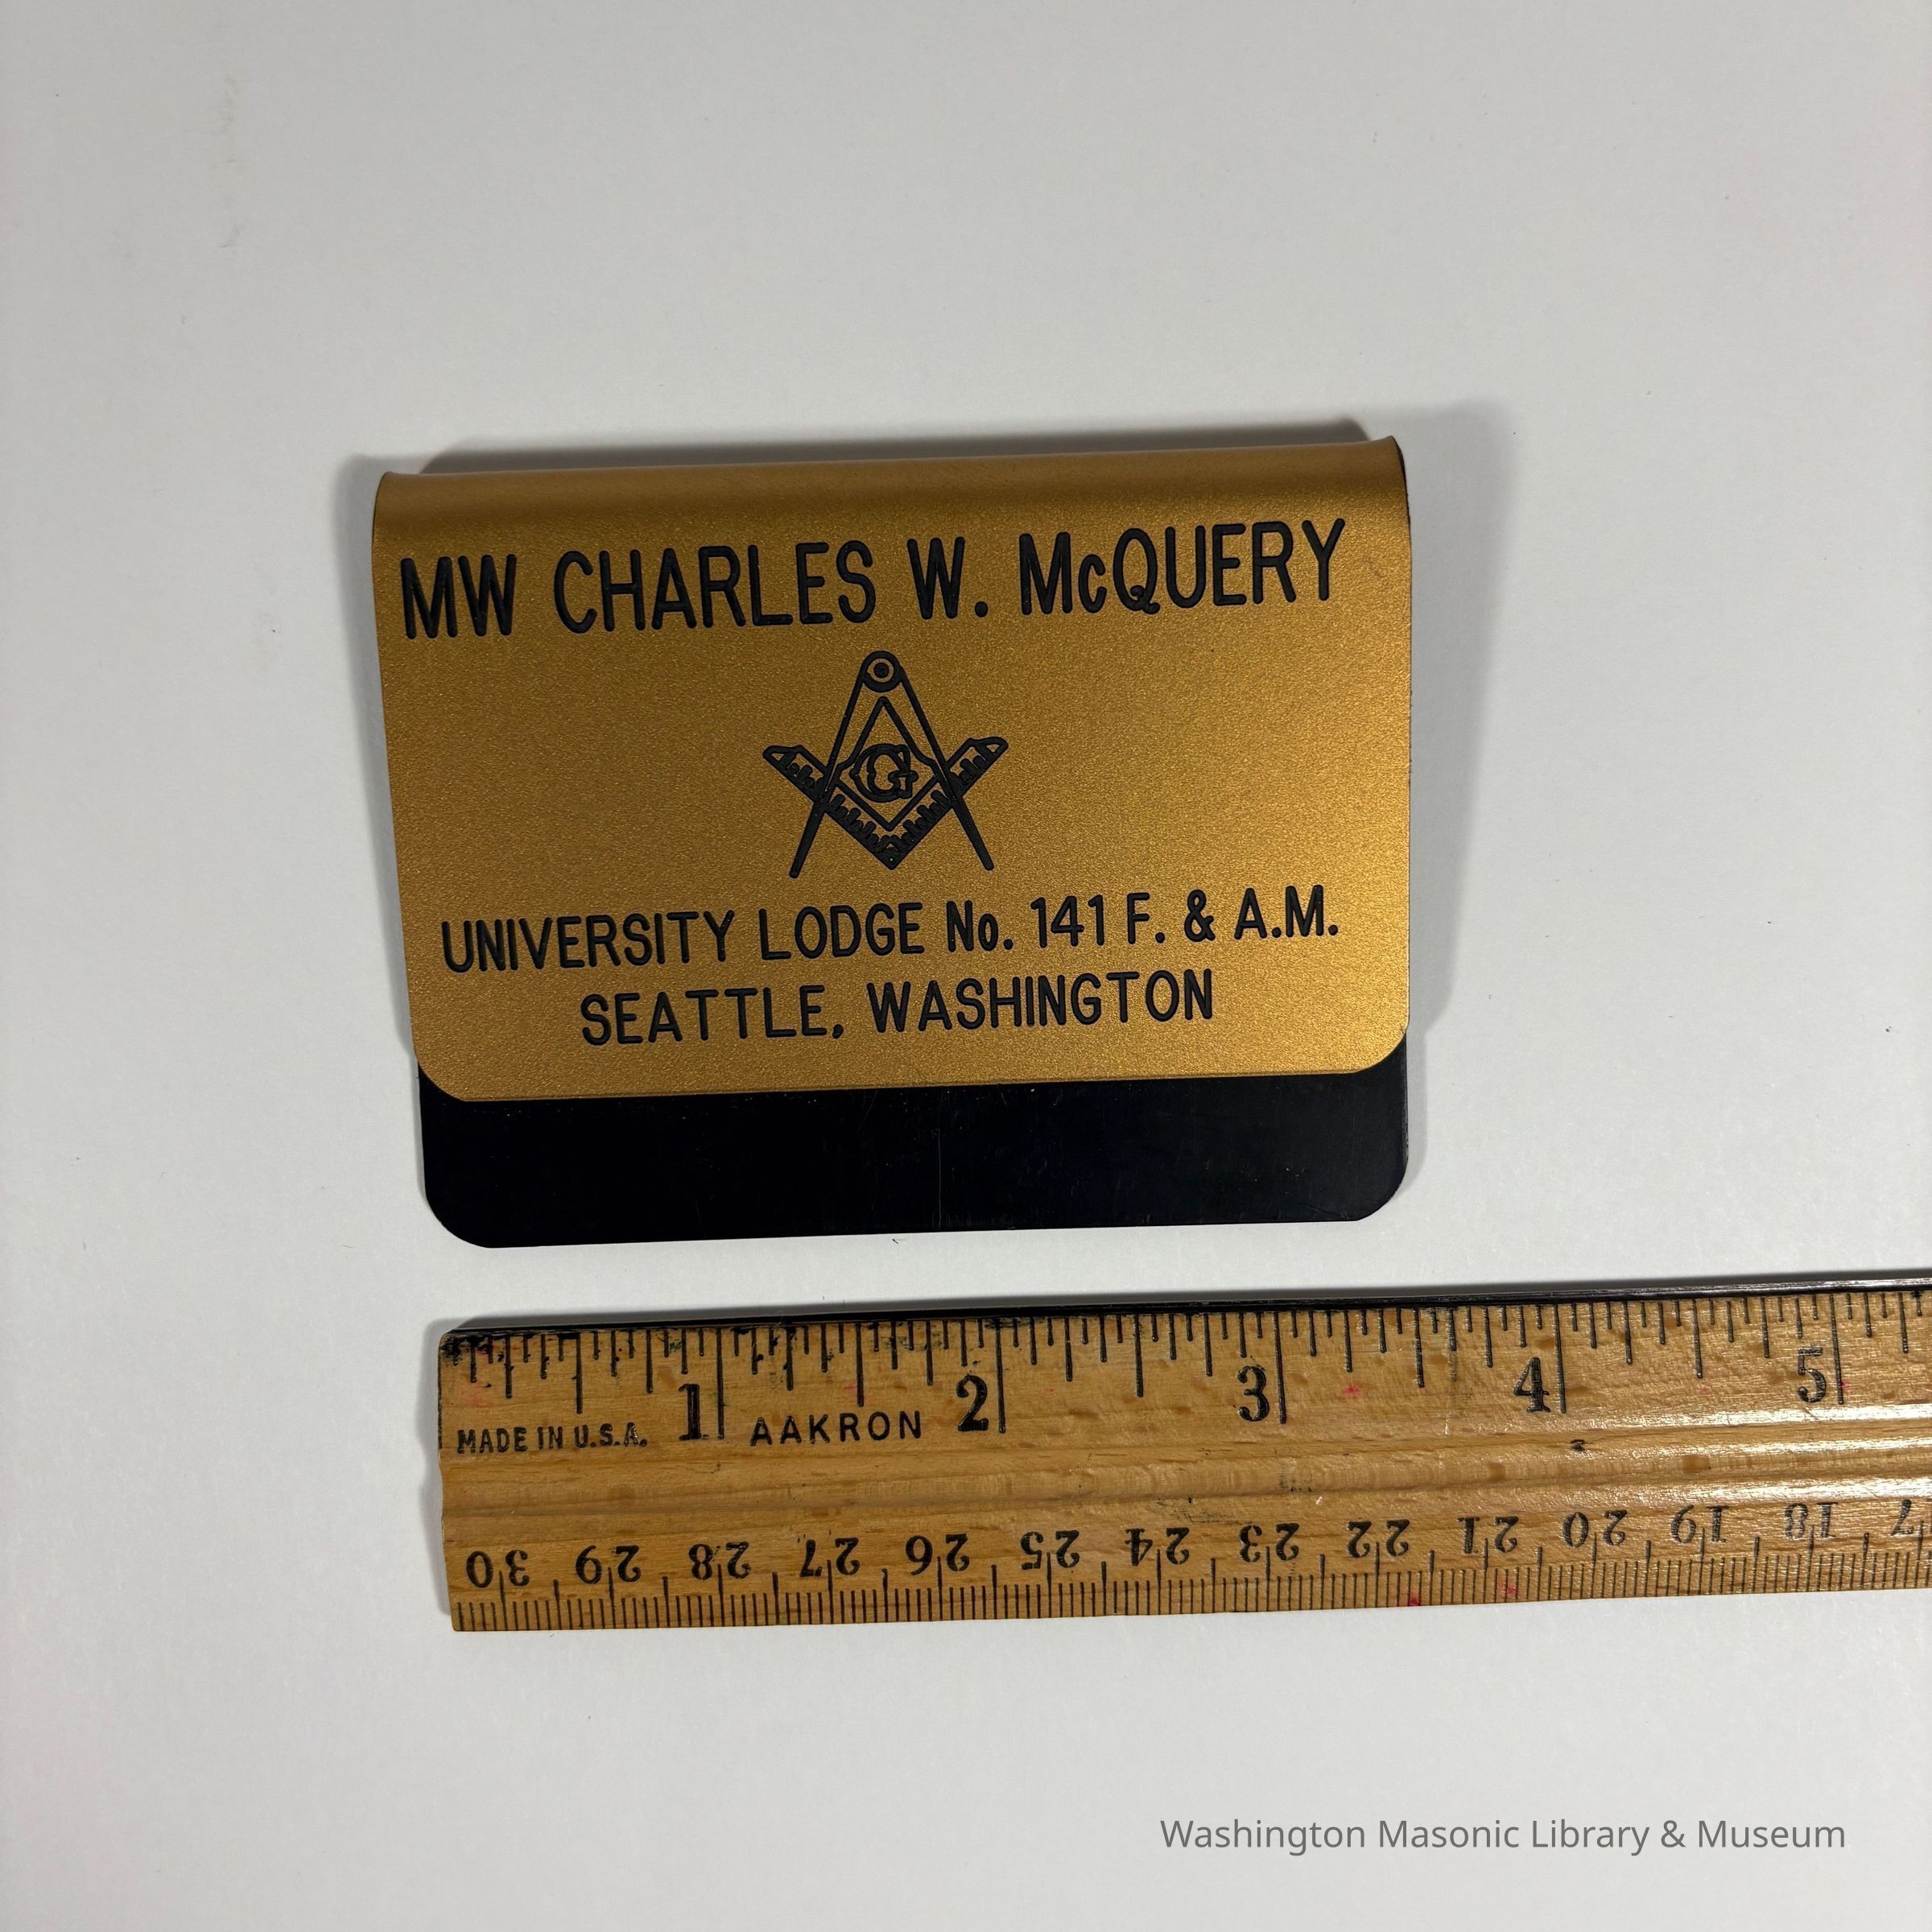 MW CHARLES W. McQUERY
G
UNIVERSITY LODGE No. 141 F. & A.M.
SEATTLE, WASHINGTON
1 2 3 4 5
MADE IN U.S.A. AAKRON
30 29 28 27 26 25 24 23 22 21 20 19 18 7
Washington Masonic Library & Museum